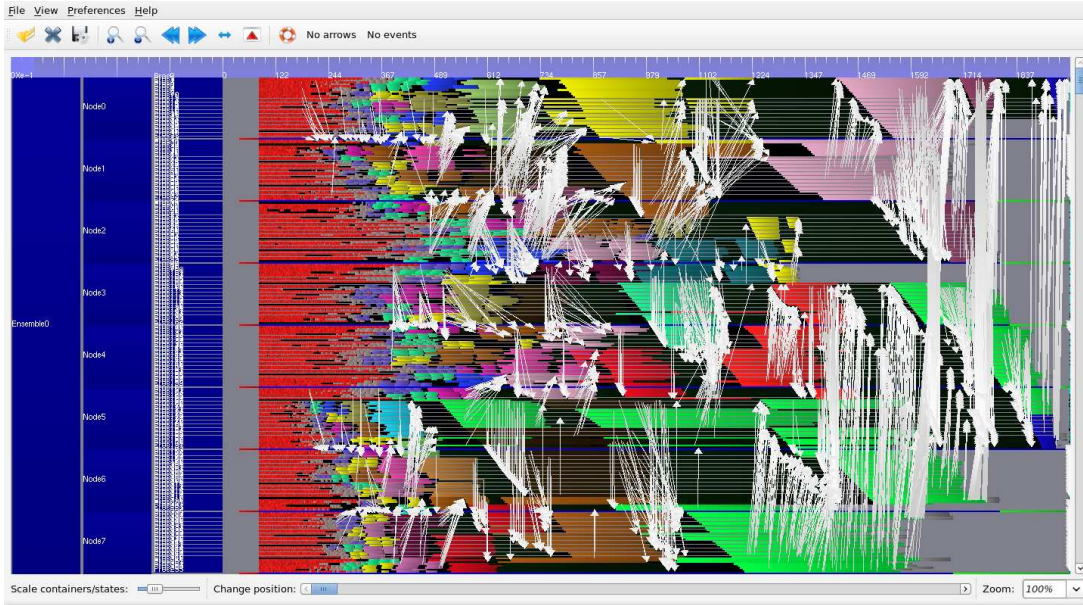 File View Preferences Help
No arrows No events
0 122 244 367 489 612 734 857 979 1102 1224 1347 1469 1592 1714 1837
Node0
Node1
Node2
Node3
Ensemble0
Node4
Node5
Node6
Node7
Scale containers/states: Change position: Zoom: 100%